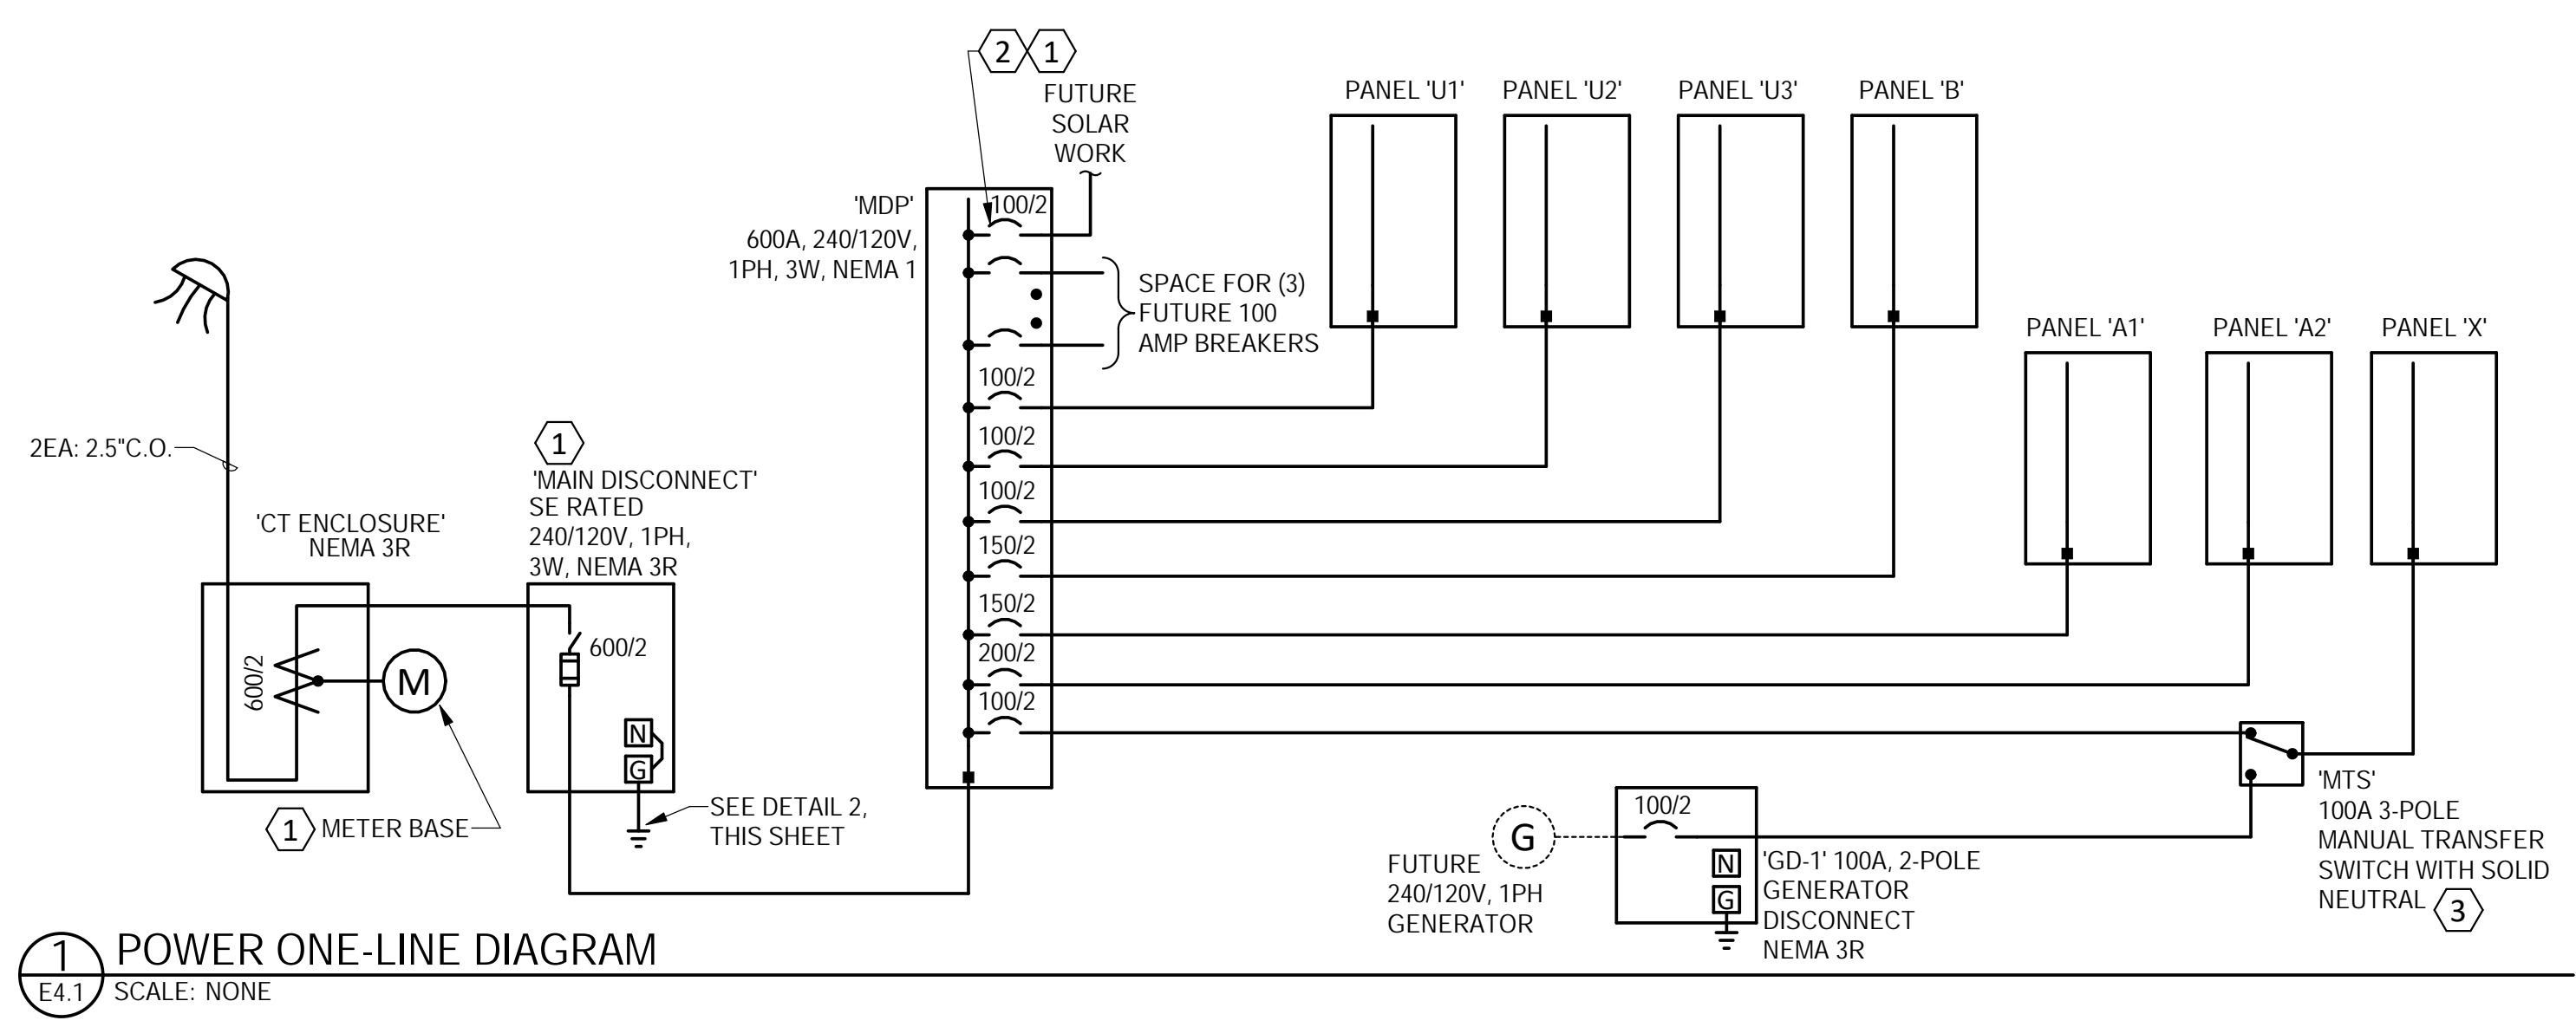 2
1
FUTURE
SOLAR
WORK
PANEL 'U1'
PANEL 'U2'
PANEL 'U3'
PANEL 'B'
'MDP'
600A, 240/120V,
1PH, 3W, NEMA 1
100/2
SPACE FOR (3)
FUTURE 100
AMP BREAKERS
PANEL 'A1'
PANEL 'A2'
PANEL 'X'
100/2
100/2
100/2
150/2
150/2
200/2
100/2
2EA: 2.5"C.O.
'CT ENCLOSURE'
NEMA 3R
1
'MAIN DISCONNECT'
SE RATED
240/120V, 1PH,
3W, NEMA 3R
600/2
M
600/2
N
G
1
METER BASE
SEE DETAIL 2,
THIS SHEET
FUTURE
240/120V, 1PH
GENERATOR
G
100/2
N
G
'GD-1' 100A, 2-POLE
GENERATOR
DISCONNECT
NEMA 3R
'MTS'
100A 3-POLE
MANUAL TRANSFER
SWITCH WITH SOLID
NEUTRAL
3
1
E4.1
POWER ONE-LINE DIAGRAM
SCALE: NONE